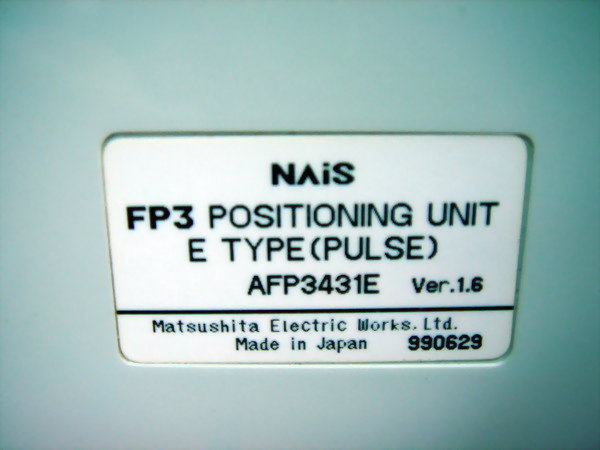 NAiS
FP3 POSITIONING UNIT
E TYPE(PULSE)
AFP3431E Ver.1.6
Matsushita Electric Works.Ltd.
Made in Japan 990629